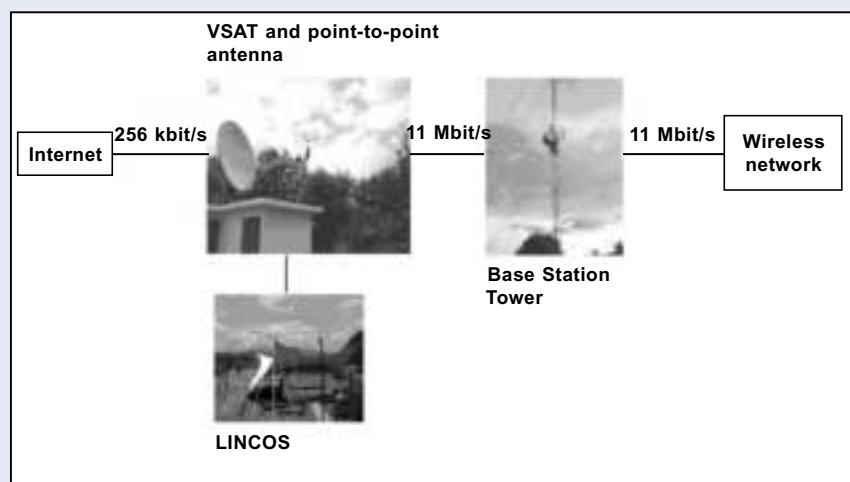 VSAT and point-to-point
antenna
256 kbit/s
11 Mbit/s
11 Mbit/s
Internet
Wireless
network
Base Station
Tower
LINCOS